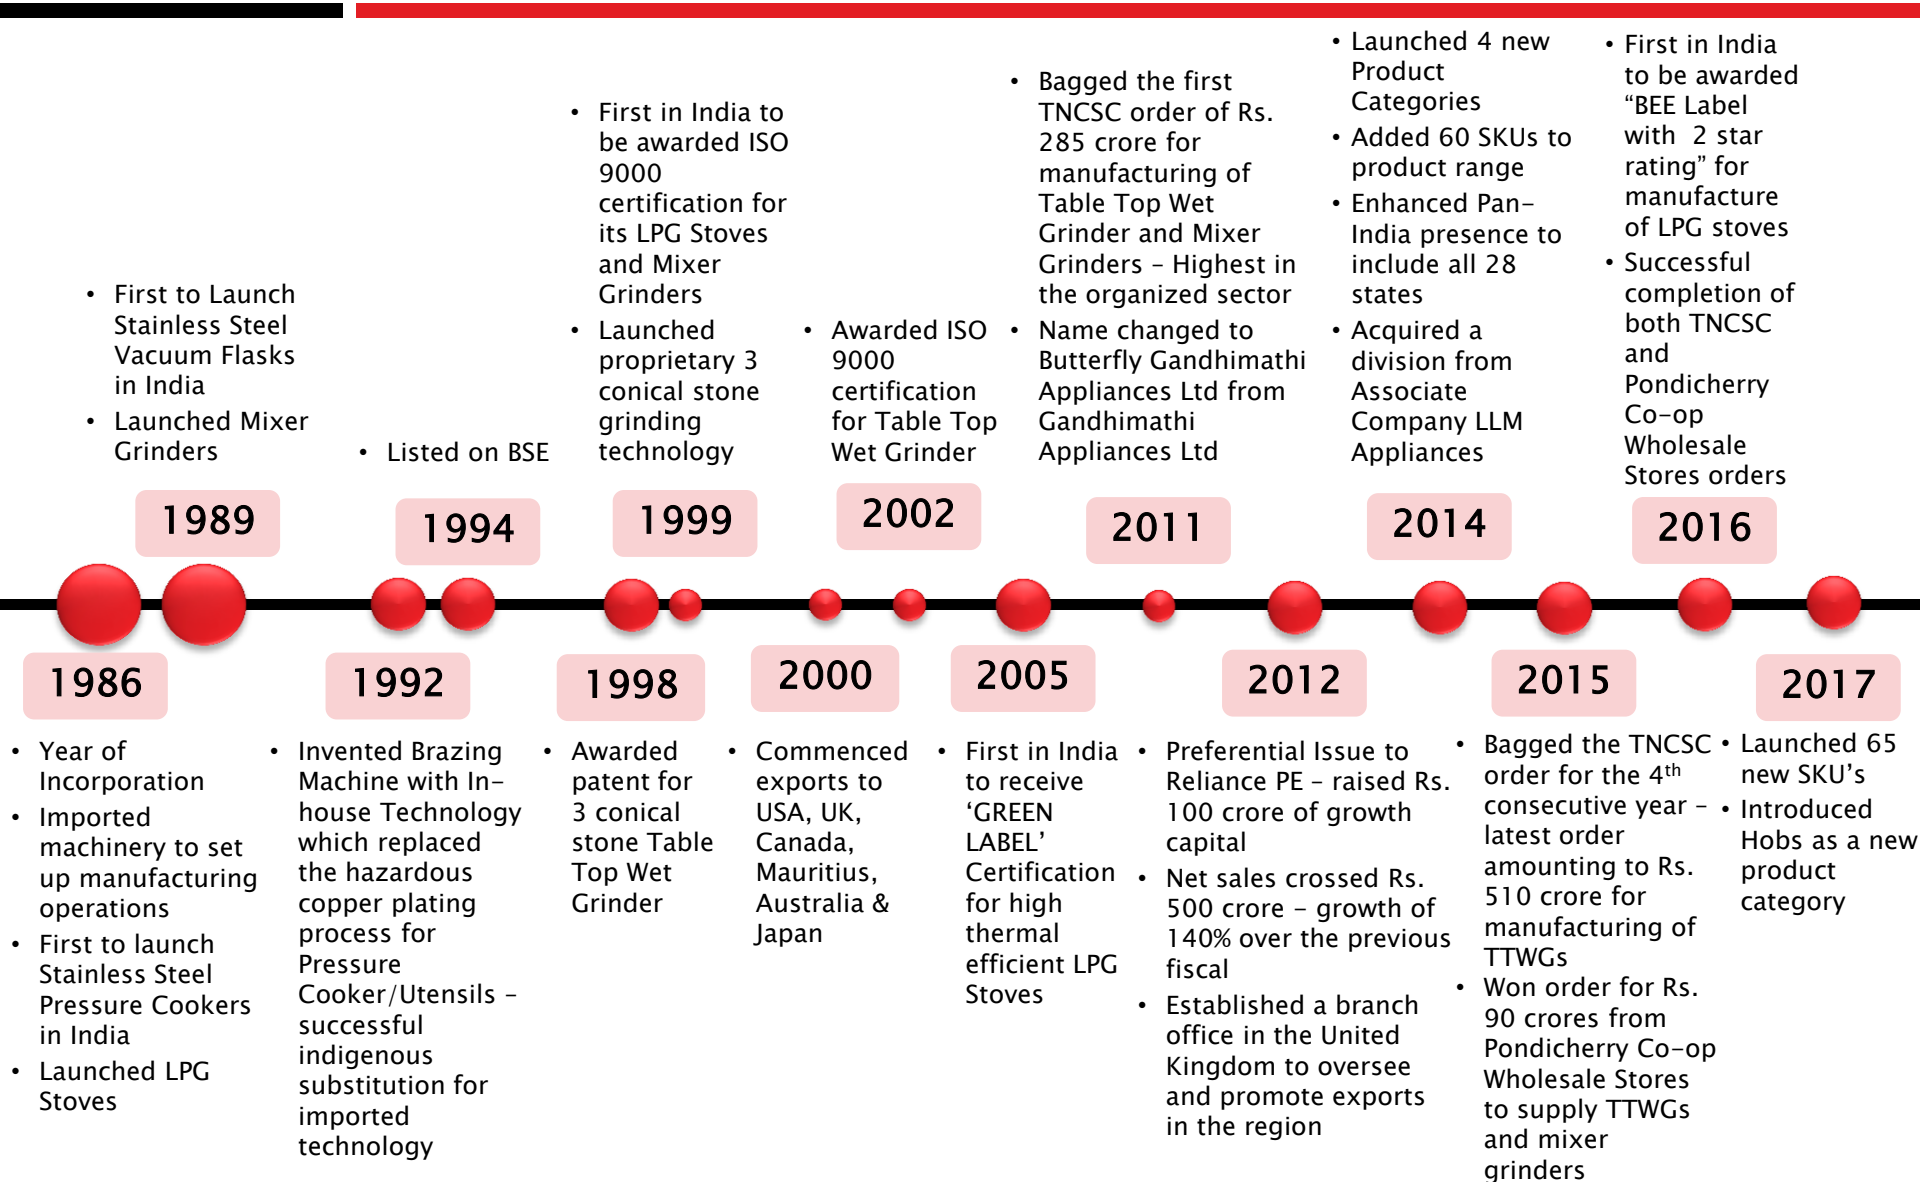 • First to Launch
Stainless Steel
Vacuum Flasks
in India
• Launched Mixer
Grinders
1989
• Listed on BSE
1994
• First in India to
be awarded ISO
9000
certification for
its LPG Stoves
and Mixer
Grinders
• Launched
proprietary 3
conical stone
grinding
technology
1999
• Awarded ISO
9000
certification
for Table Top
Wet Grinder
2002
• Bagged the first
TNCSC order of Rs.
285 crore for
manufacturing of
Table Top Wet
Grinder and Mixer
Grinders – Highest in
the organized sector
• Name changed to
Butterfly Gandhimathi
Appliances Ltd from
Gandhimathi
Appliances Ltd
2011
• Launched 4 new
Product
Categories
• Added 60 SKUs to
product range
• Enhanced Pan-
India presence to
include all 28
states
• Acquired a
division from
Associate
Company LLM
Appliances
2014
• First in India
to be awarded
“BEE Label
with 2 star
rating” for
manufacture
of LPG stoves
• Successful
completion of
both TNCSC
and
Pondicherry
Co-op
Wholesale
Stores orders
2016
1986
• Year of
Incorporation
• Imported
machinery to set
up manufacturing
operations
• First to launch
Stainless Steel
Pressure Cookers
in India
• Launched LPG
Stoves
1992
• Invented Brazing
Machine with In-
house Technology
which replaced
the hazardous
copper plating
process for
Pressure
Cooker/Utensils –
successful
indigenous
substitution for
imported
technology
1998
• Awarded
patent for
3 conical
stone Table
Top Wet
Grinder
2000
• Commenced
exports to
USA, UK,
Canada,
Mauritius,
Australia &
Japan
2005
• First in India
to receive
‘GREEN
LABEL’
Certification
for high
thermal
efficient LPG
Stoves
2012
• Preferential Issue to
Reliance PE – raised Rs.
100 crore of growth
capital
• Net sales crossed Rs.
500 crore – growth of
140% over the previous
fiscal
• Established a branch
office in the United
Kingdom to oversee
and promote exports
in the region
2015
• Bagged the TNCSC
order for the 4th
consecutive year –
latest order
amounting to Rs.
510 crore for
manufacturing of
TTWGs
• Won order for Rs.
90 crores from
Pondicherry Co-op
Wholesale Stores
to supply TTWGs
and mixer
grinders
2017
• Launched 65
new SKU’s
• Introduced
Hobs as a new
product
category